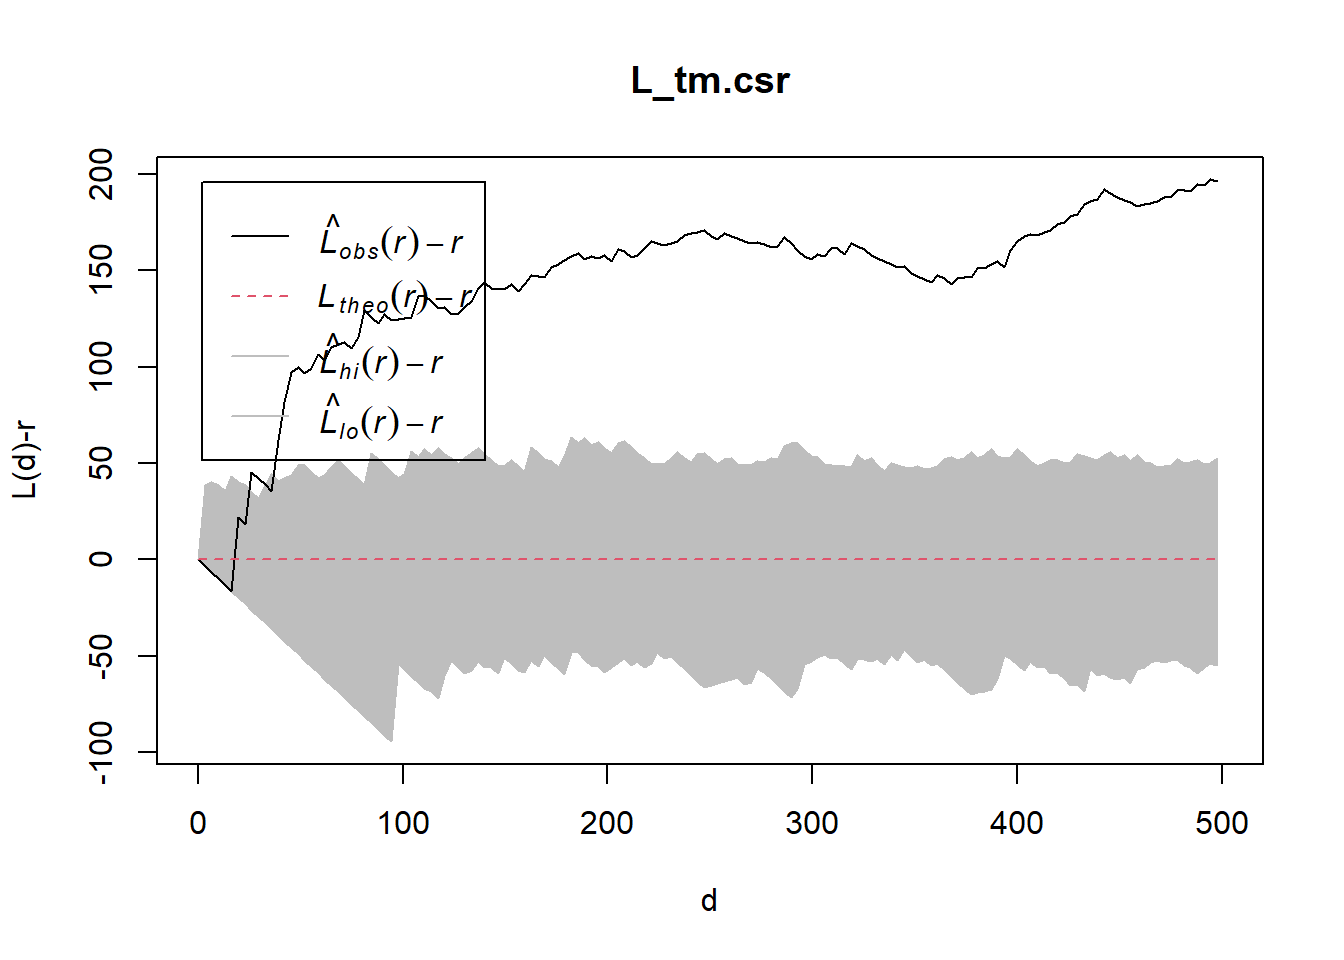 L_tm.csr
L̂obs(r) − r
Ltheo(r) − r
L̂hi(r) − r
L̂lo(r) − r
L(d)-r
200
150
100
50
0
-50
-100
0 100 200 300 400 500
d